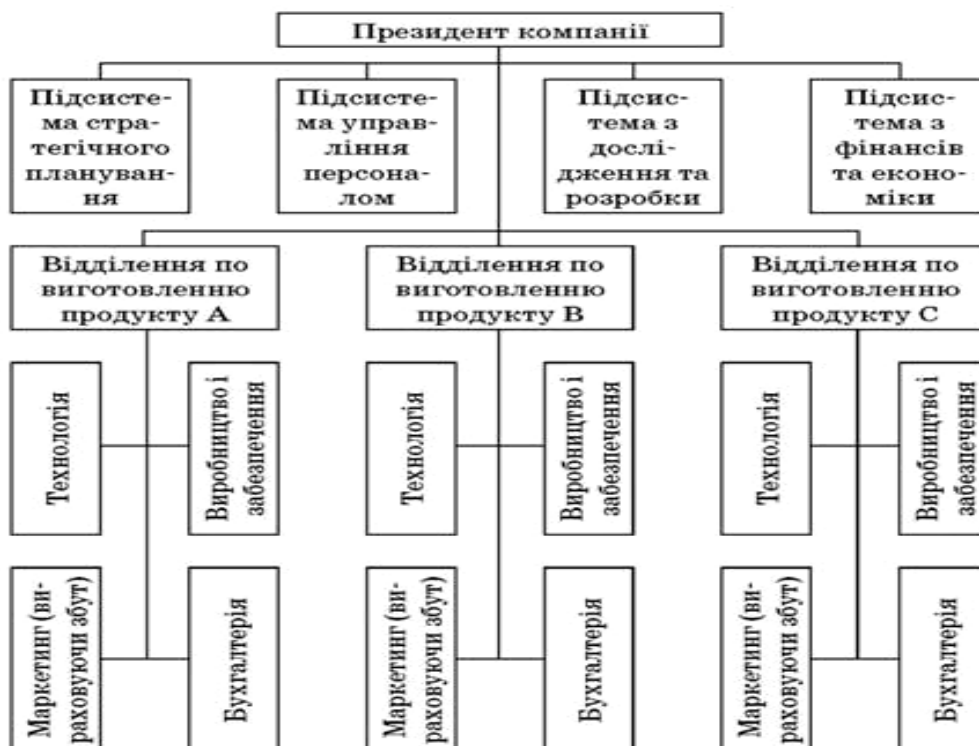 Президент компанії
Підсисте-
ма стра-
тегічного
плануван-
ня
Підсисте-
ма управ-
ління
персона-
лом
Підсис-
тема з
дослі-
дження та
розробки
Підсис-
тема з
фінансів
та еконо-
міки
Відділення по
виготовленню
продукту А
Відділення по
виготовленню
продукту В
Відділення по
виготовленню
продукту С
Технологія
Виробництво і
забезпечення
Технологія
Виробництво і
забезпечення
Технологія
Виробництво і
забезпечення
Маркетинг (ви-
раховуючи збут)
Бухгалтерія
Маркетинг (ви-
раховуючи збут)
Бухгалтерія
Маркетинг (ви-
раховуючи збут)
Бухгалтерія